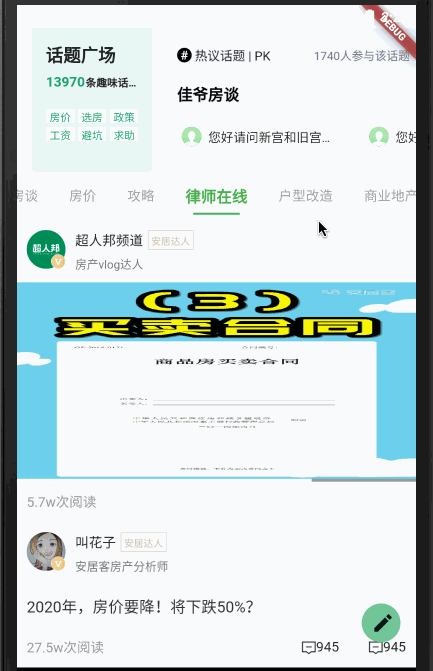 DEBUG
话题广场
13970条趣味话...
房价 选房 政策
工资 避坑 求助
# 热议话题 | PK
1740人参与该话题
佳爷房谈
您好请问新宫和旧宫...
您好
房谈 房价 攻略 律师在线 户型改造 商业地产
超人邦
超人邦频道 安居达人
房产vlog达人
（3）
买卖合同
商品房买卖合同
5.7w次阅读
叫花子 安居达人
安居客房产分析师
2020年，房价要降！将下跌50%？
27.5w次阅读
945
945